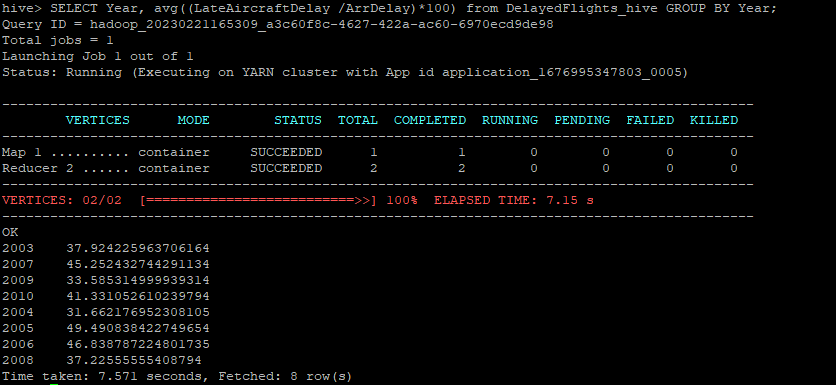 hive> SELECT Year, avg((LateAircraftDelay /ArrDelay)*100) from DelayedFlights_hive GROUP BY Year;
Query ID = hadoop_20230221165309_a3c60f8c-4627-422a-ac60-6970ecd9de98
Total jobs = 1
Launching Job 1 out of 1
Status: Running (Executing on YARN cluster with App id application_1676995347803_0005)
----------------------------------------------------------------------------------------------
VERTICES MODE STATUS TOTAL COMPLETED RUNNING PENDING FAILED KILLED
----------------------------------------------------------------------------------------------
Map 1 .......... container SUCCEEDED 1 1 0 0 0 0
Reducer 2 ...... container SUCCEEDED 2 2 0 0 0 0
----------------------------------------------------------------------------------------------
VERTICES: 02/02 [==========================>>] 100% ELAPSED TIME: 7.15 s
----------------------------------------------------------------------------------------------
OK
2003 37.924225963706164
2007 45.252432744291134
2009 33.585314999939314
2010 41.331052610239794
2004 31.662176952308105
2005 49.490838422749654
2006 46.838787224801735
2008 37.22555555408794
Time taken: 7.571 seconds, Fetched: 8 row(s)